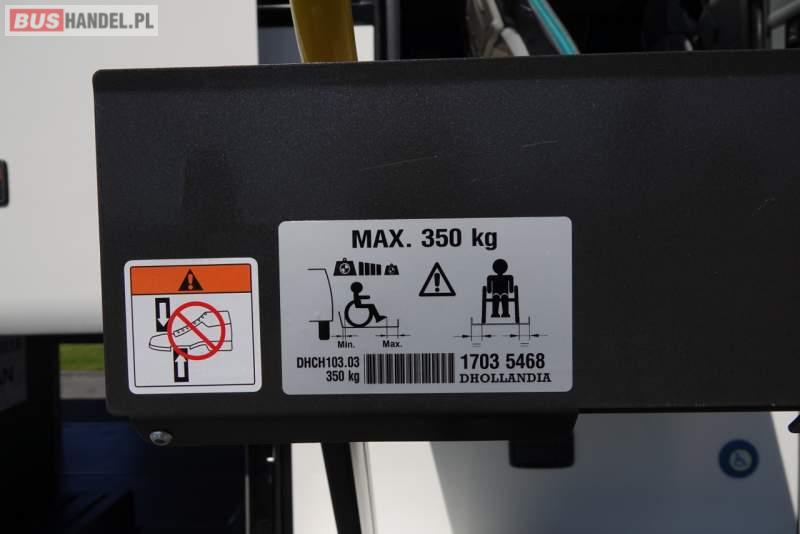 BUSHANDEL.PL
MAX. 350 kg
Min. Max.
DHCH103.03
350 kg
1703 5468
DHOLLANDIA